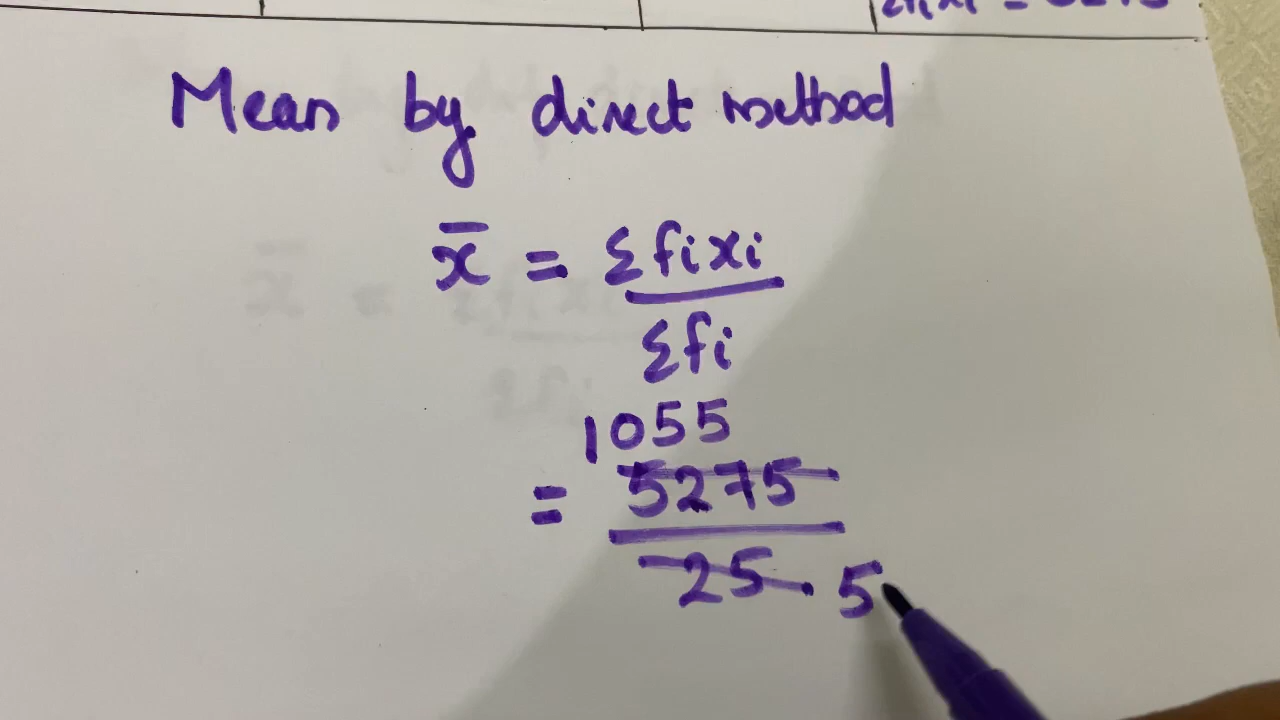 Mean by direct method
x̄ = Σfixi
Σfi
1055
= 5275
25 5